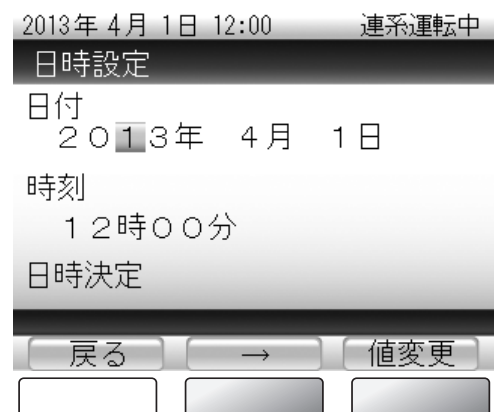 2013年 4月 1日 12:00 連系運転中
日時設定
日付
2013年 4月 1日
時刻
12時00分
日時決定
戻る → 値変更